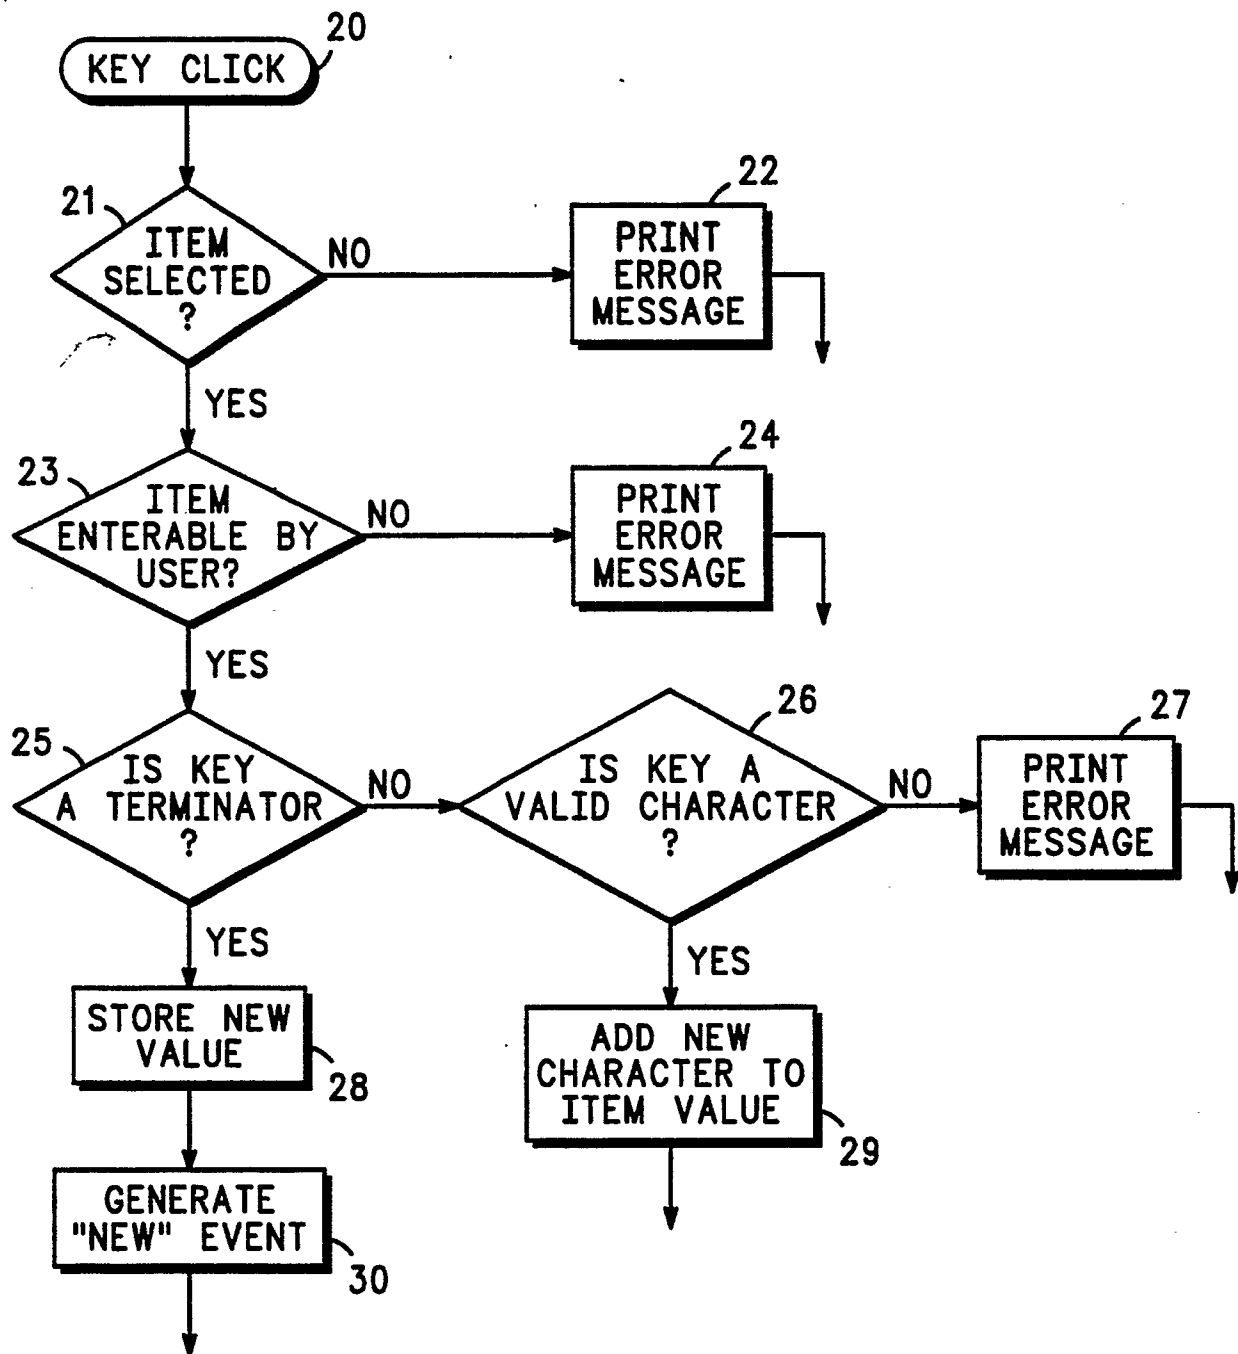 20
KEY CLICK
21
ITEM
SELECTED
?
NO
22
PRINT
ERROR
MESSAGE
YES
23
ITEM
ENTERABLE BY
USER?
NO
24
PRINT
ERROR
MESSAGE
YES
25
IS KEY
A TERMINATOR
?
NO
26
IS KEY A
VALID CHARACTER
?
NO
27
PRINT
ERROR
MESSAGE
YES
STORE NEW
VALUE
28
YES
ADD NEW
CHARACTER TO
ITEM VALUE
29
GENERATE
"NEW" EVENT
30